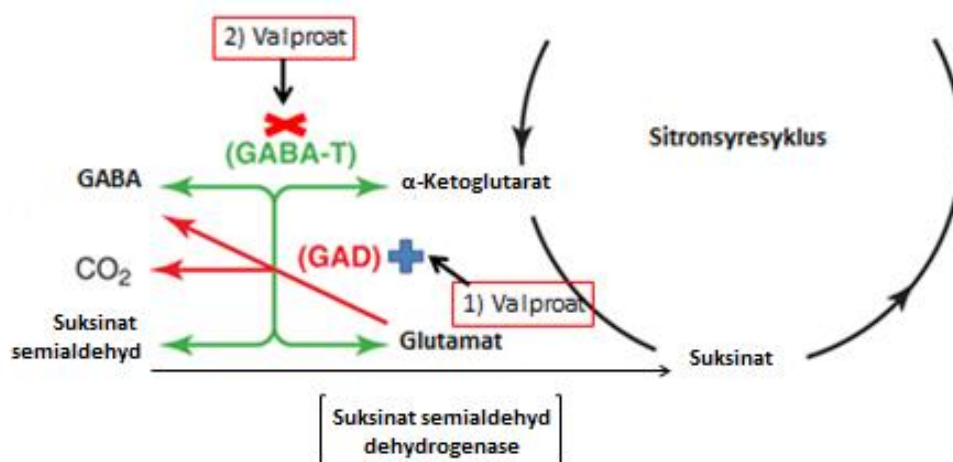 2) Valproat
(GABA-T)
Sitronsyresyklus
GABA
α-Ketoglutarat
(GAD)
CO₂
1) Valproat
Suksinat
semialdehyd
Glutamat
Suksinat
Suksinat semialdehyd
dehydrogenase